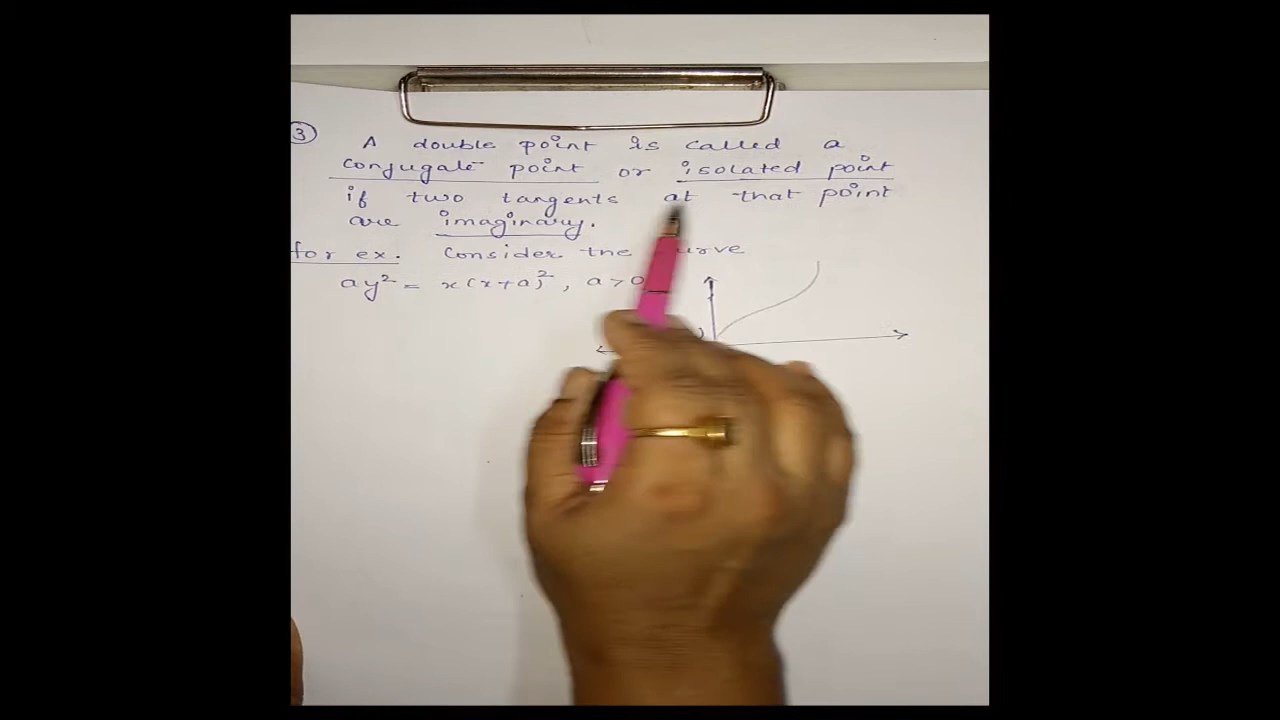 ③ A double point is called a
conjugate point or isolated point
if two tangents at that point
are imaginary.
for ex. Consider the curve
ay² = x(x+a)², a>0